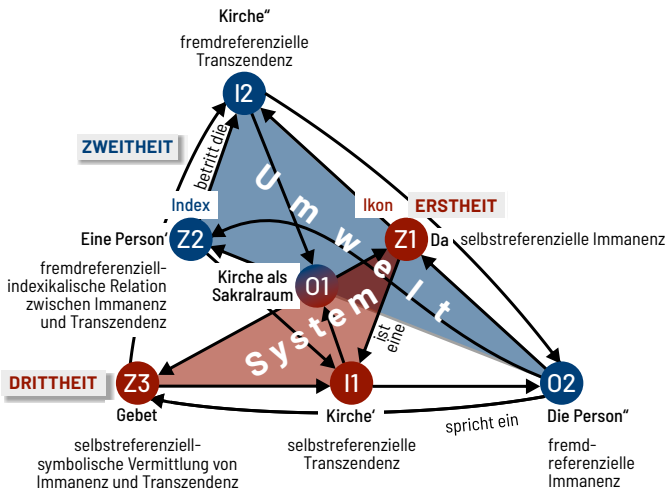 Kirche“
fremdreferenzielle
Transzendenz
I2
ZWEITHEIT
betritt die
Umwelt
Index
Ikon
ERSTHEIT
Eine Person‘
Z2
Z1
Da
selbstreferenzielle Immanenz
fremdreferenziell-
indexikalische Relation
zwischen Immanenz
und Transzendenz
Kirche als
Sakralraum
O1
System
ist
eine
DRITTHEIT
Z3
I1
O2
Gebet
Kirche‘
spricht ein
Die Person“
selbstreferenziell-
symbolische Vermittlung von
Immanenz und Transzendenz
selbstreferenzielle
Transzendenz
fremd-
referenzielle
Immanenz